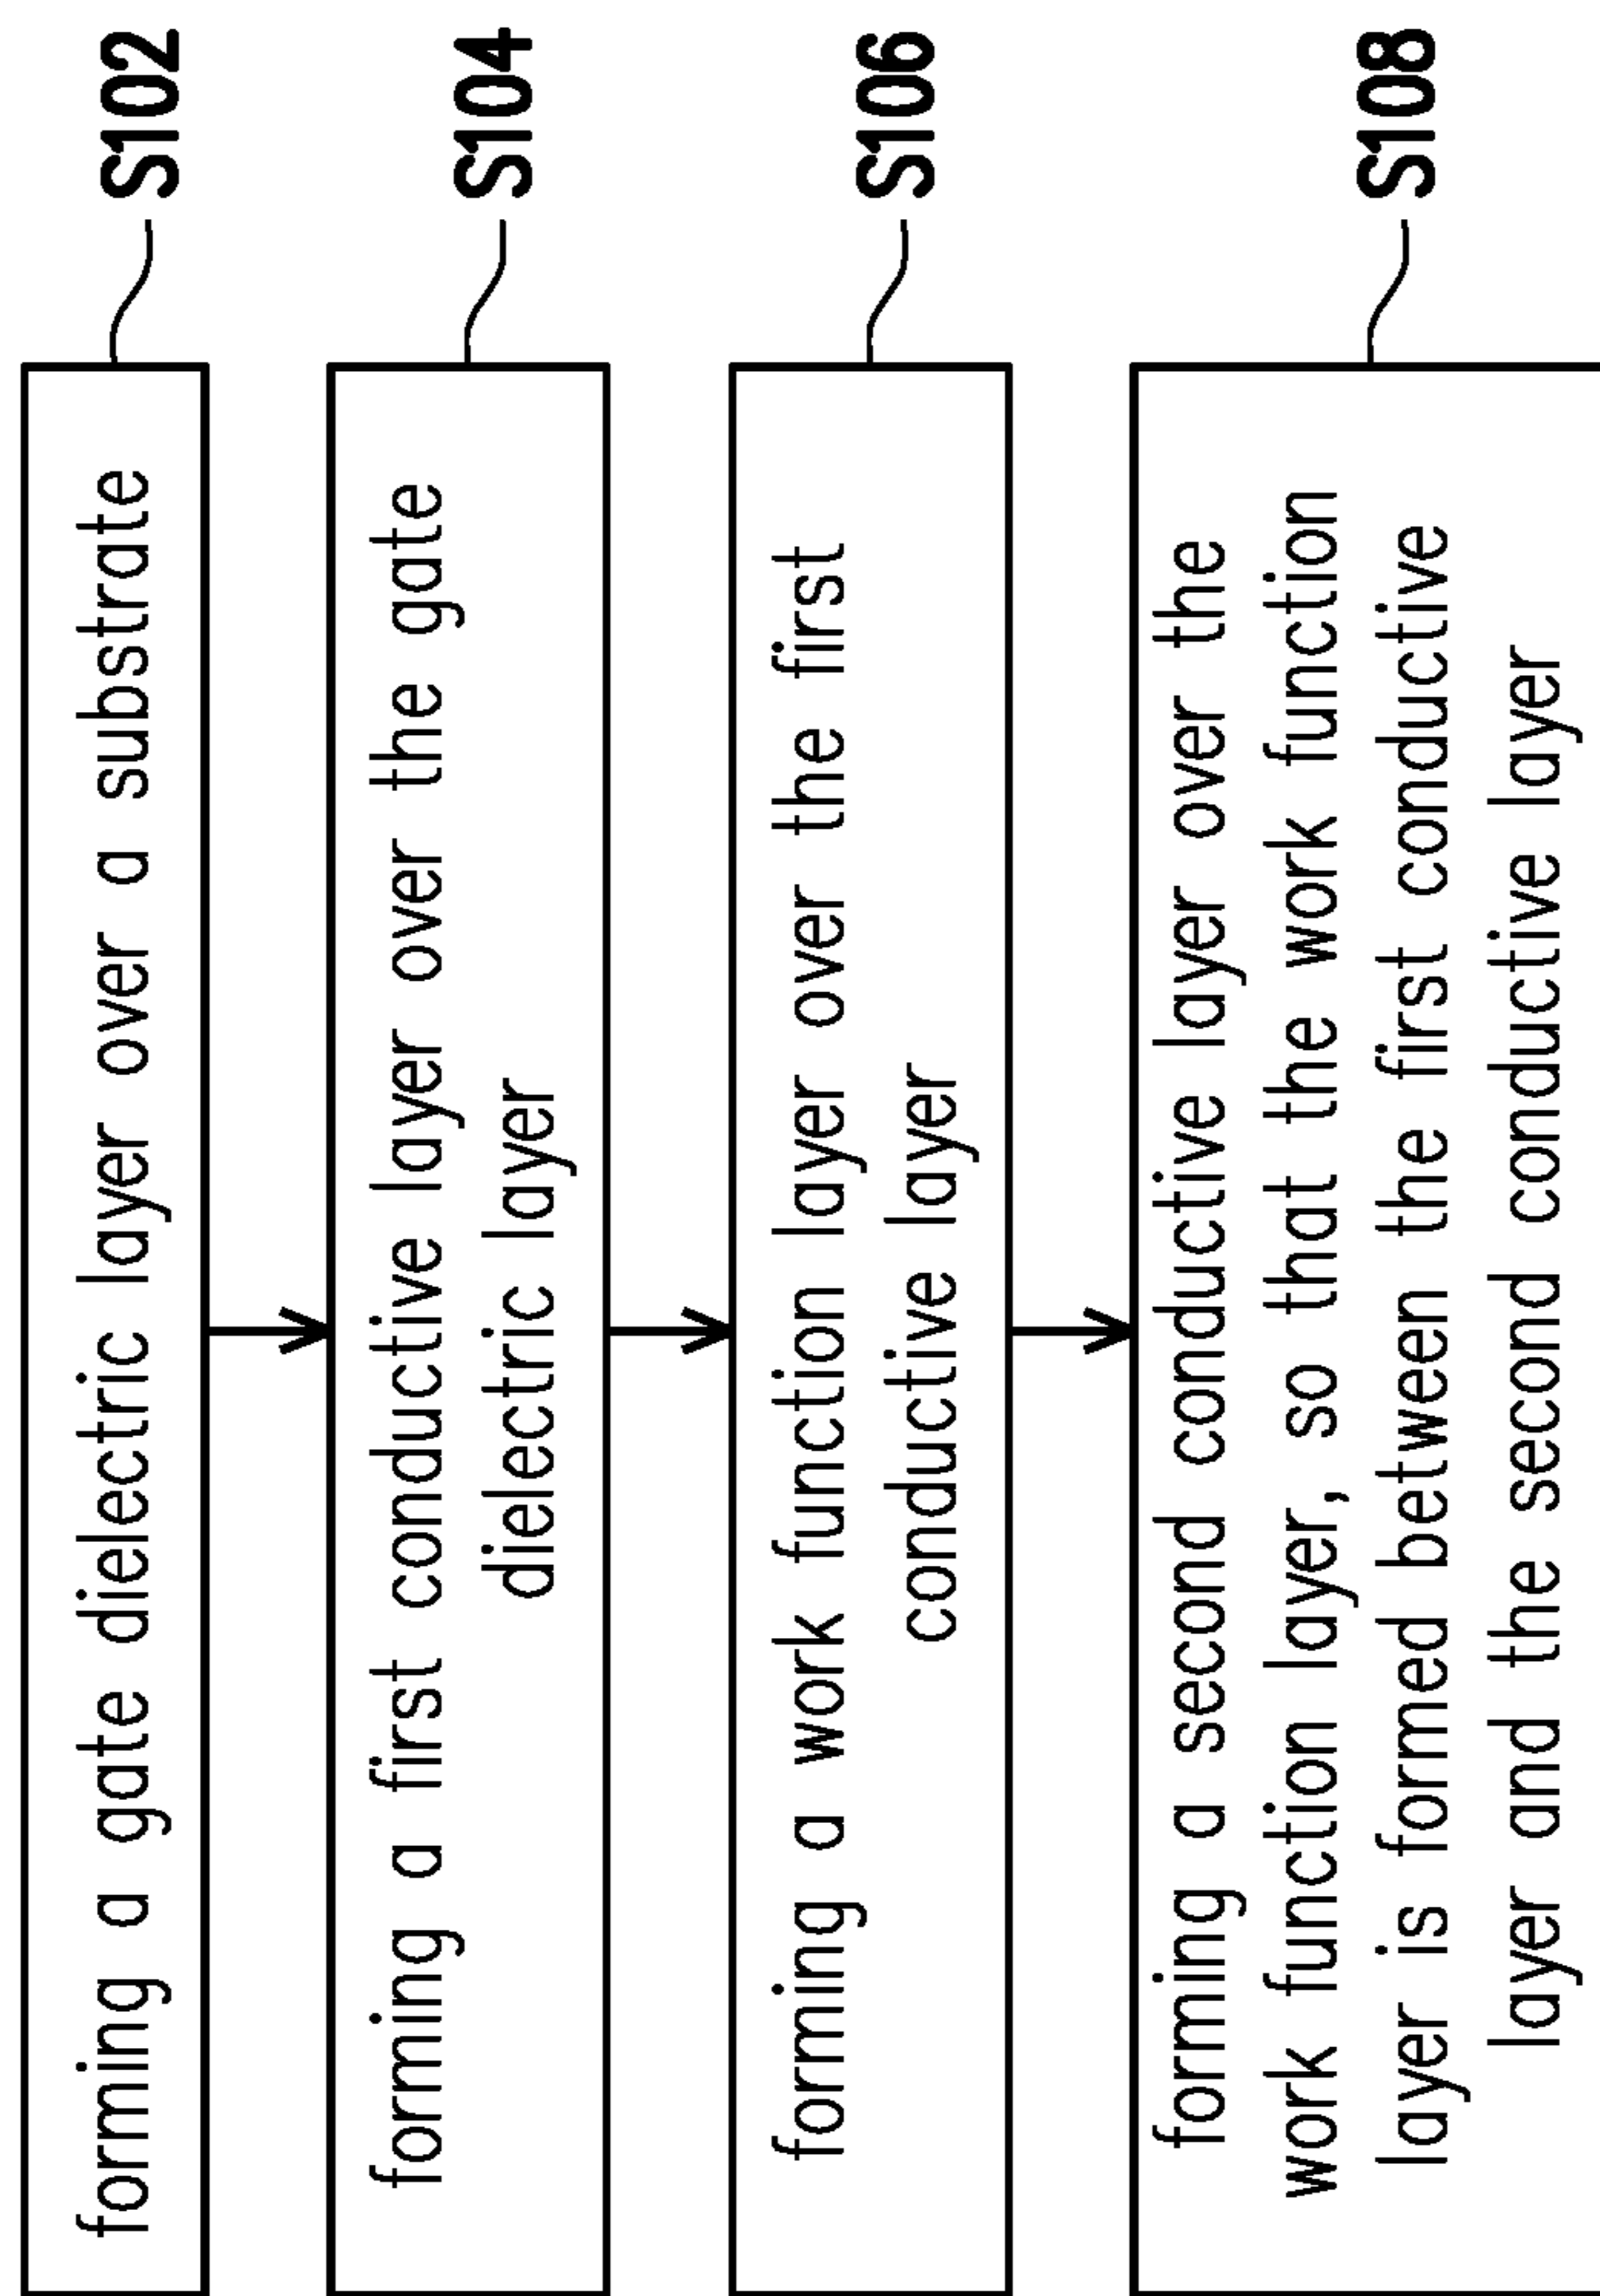 forming a gate dielectric layer over a substrate
S102
forming a first conductive layer over the gate
dielectric layer
S104
forming a work function layer over the first
conductive layer
S106
forming a second conductive layer over the
work function layer, so that the work function
layer is formed between the first conductive
layer and the second conductive layer
S108